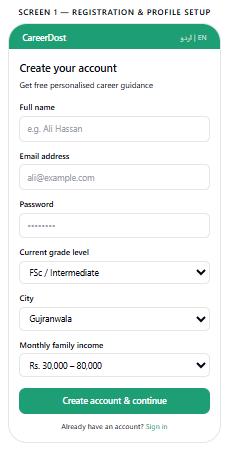 SCREEN 1 — REGISTRATION & PROFILE SETUP
CareerDost
اردو | EN
Create your account
Get free personalised career guidance
Full name
e.g. Ali Hassan
Email address
ali@example.com
Password
••••••••
Current grade level
FSc / Intermediate
City
Gujranwala
Monthly family income
Rs. 30,000 – 80,000
Create account & continue
Already have an account? Sign in